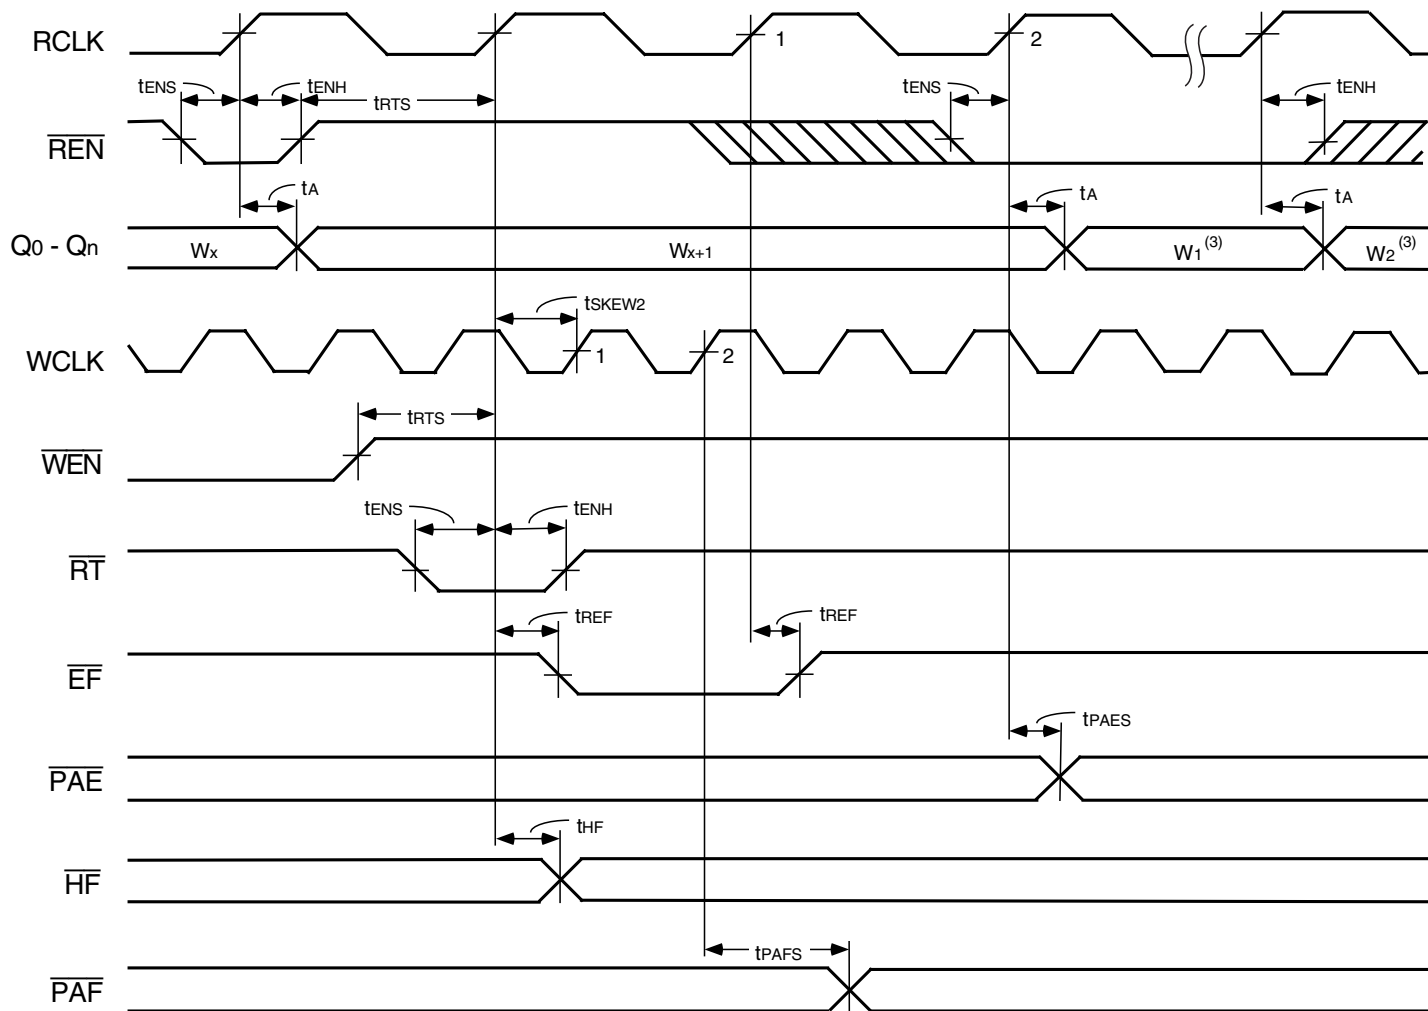 RCLK 1 2
tENS tENH tRTS tENS tENH
REN
tA tA tA
Q0 - Qn Wx Wx+1 W1(3) W2(3)
tSKEW2
WCLK 1 2
tRTS
WEN
tENS tENH
RT
tREF tREF
EF
tPAES
PAE
tHF
HF
tPAFS
PAF